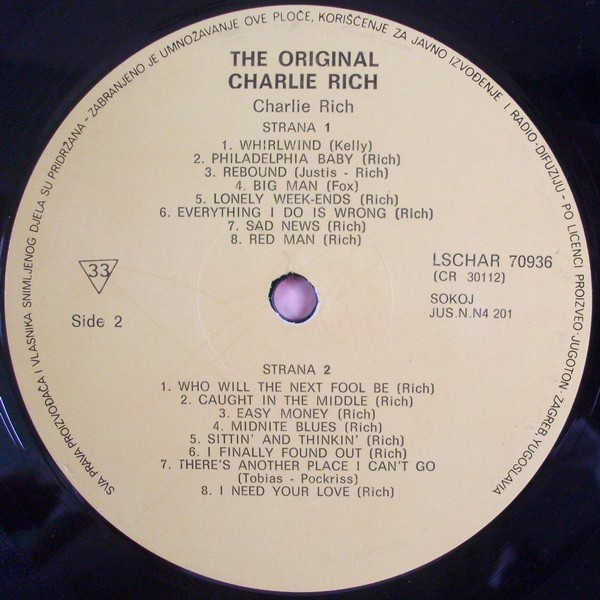 SVA PRAVA PROIZVOĐAČA I VLASNIKA SNIMLJENOG DJELA SU PRIDRŽANA - ZABRANJENO JE UMNOŽAVANJE OVE PLOČE, KORIŠĆENJE ZA JAVNO IZVOĐENJE I RADIO-DIFUZIJU - PO LICENCI PROIZVEO JUGOTON - ZAGREB YUGOSLAVIA
THE ORIGINAL
CHARLIE RICH
Charlie Rich
STRANA 1
1. WHIRLWIND (Kelly)
2. PHILADELPHIA BABY (Rich)
3. REBOUND (Justis - Rich)
4. BIG MAN (Fox)
5. LONELY WEEK-ENDS (Rich)
6. EVERYTHING I DO IS WRONG (Rich)
7. SAD NEWS (Rich)
8. RED MAN (Rich)
33
Side 2
LSCHAR 70936
(CR 30112)
SOKOJ
JUS.N.N4 201
STRANA 2
1. WHO WILL THE NEXT FOOL BE (Rich)
2. CAUGHT IN THE MIDDLE (Rich)
3. EASY MONEY (Rich)
4. MIDNITE BLUES (Rich)
5. SITTIN' AND THINKIN' (Rich)
6. I FINALLY FOUND OUT (Rich)
7. THERE'S ANOTHER PLACE I CAN'T GO
(Tobias - Pockriss)
8. I NEED YOUR LOVE (Rich)